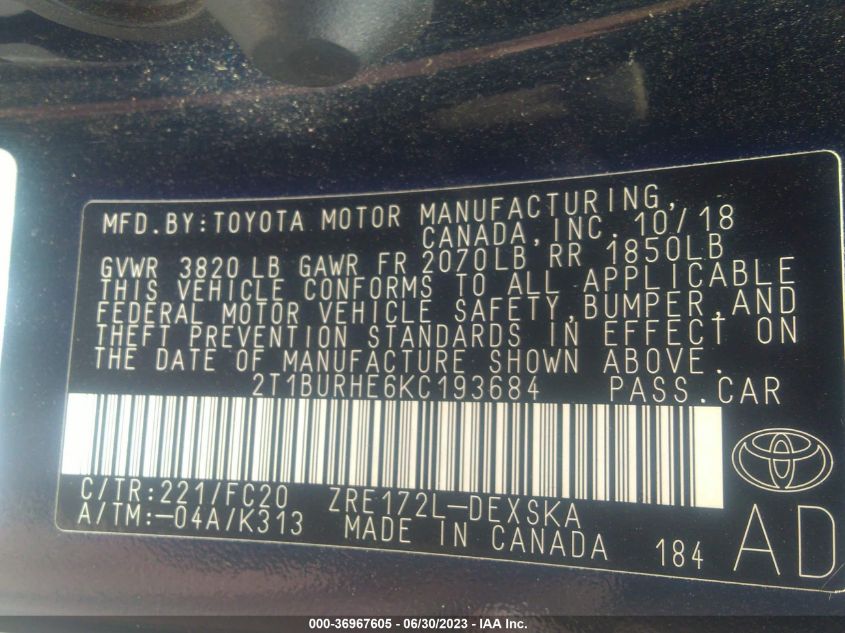 MFD.BY:TOYOTA MOTOR MANUFACTURING,
CANADA,INC. 10/18
GVWR 3820 LB GAWR FR 2070LB RR 1850LB
THIS VEHICLE CONFORMS TO ALL APPLICABLE
FEDERAL MOTOR VEHICLE SAFETY,BUMPER,AND
THEFT PREVENTION STANDARDS IN EFFECT ON
THE DATE OF MANUFACTURE SHOWN ABOVE.
2T1BURHE6KC193684 PASS.CAR
C/TR:221/FC20 ZRE172L-DEXSKA
A/TM:-04A/K313 MADE IN CANADA 184 AD
000-36967605 - 06/30/2023 - IAA, Inc.